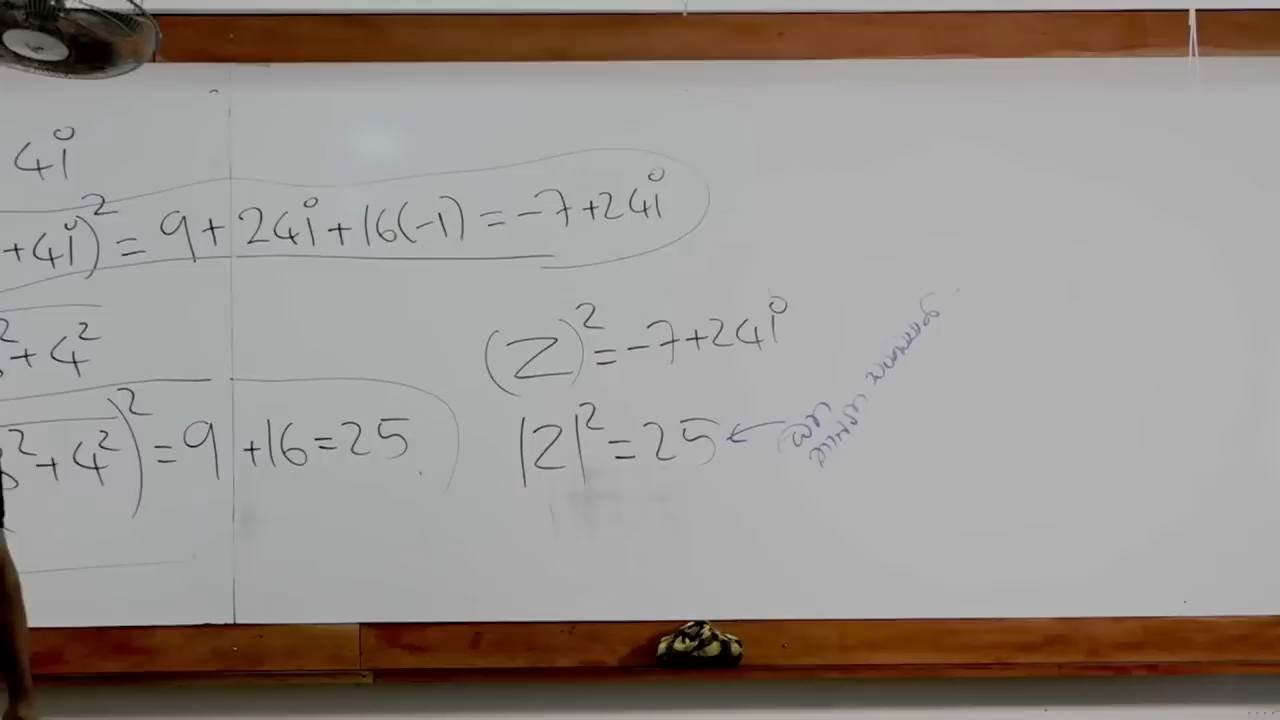 4i
+4i)² = 9 + 24i + 16(-1) = -7 + 24i
² + 4²
(Z)² = -7 + 24i
² + 4²)² = 9 + 16 = 25
|Z|² = 25 ←